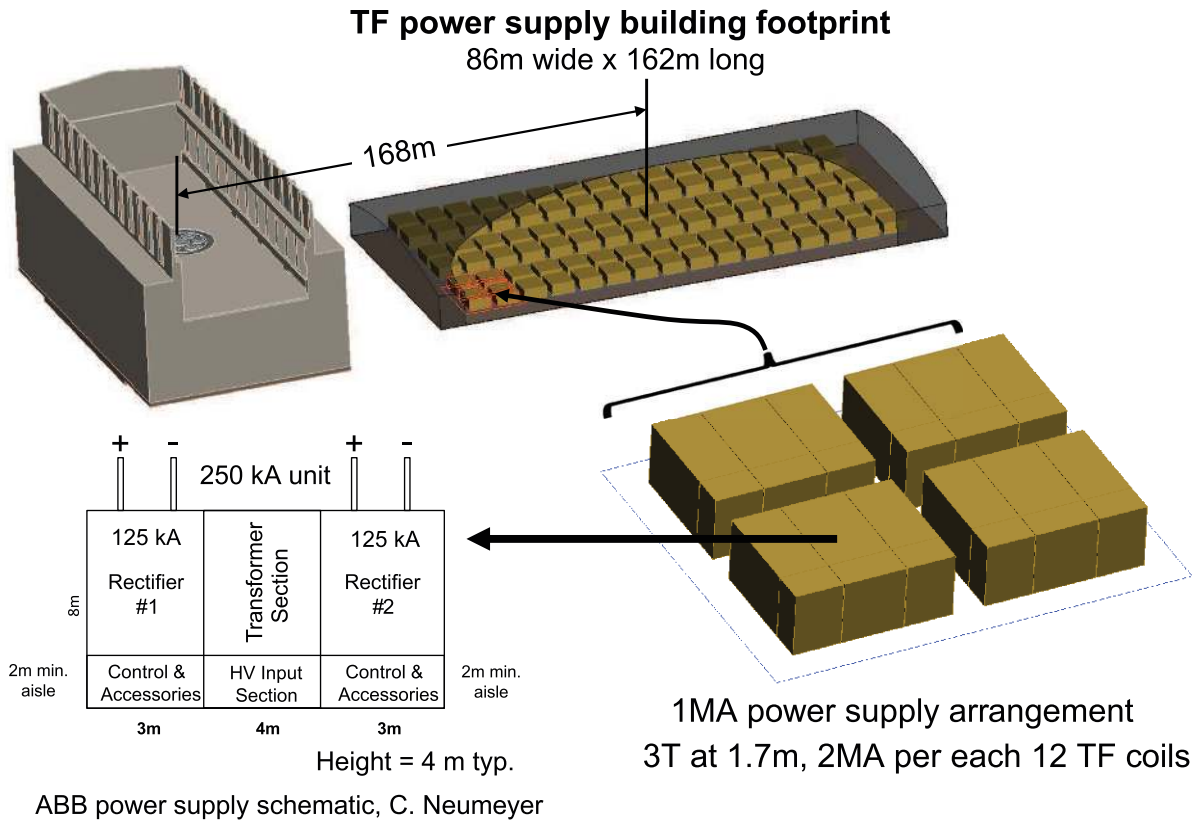 TF power supply building footprint
86m wide x 162m long
168m
+
-
250 kA unit
+
-
125 kA
Rectifier
#1
Transformer
Section
125 kA
Rectifier
#2
8m
2m min.
aisle
Control &
Accessories
HV Input
Section
Control &
Accessories
2m min.
aisle
3m
4m
3m
Height = 4 m typ.
ABB power supply schematic, C. Neumeyer
1MA power supply arrangement
3T at 1.7m, 2MA per each 12 TF coils